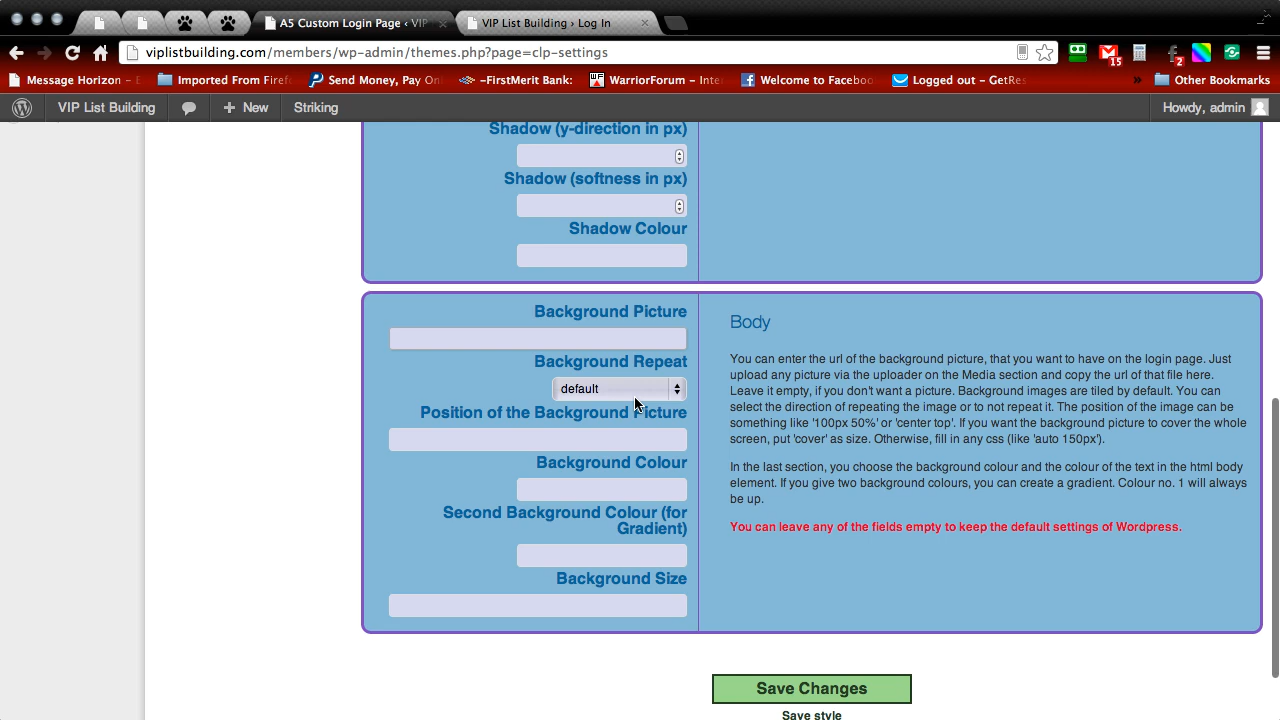 A5 Custom Login Page ‹ VIP
VIP List Building › Log In
viplistbuilding.com/members/wp-admin/themes.php?page=clp-settings
15
2
Message Horizon –
Imported From Firef
Send Money, Pay On
–FirstMerit Bank:
WarriorForum – Inte
Welcome to Faceboo
Logged out – GetRes
»
Other Bookmarks
VIP List Building
+ New
Striking
Howdy, admin
Shadow (y-direction in px)
Shadow (softness in px)
Shadow Colour
Background Picture
Background Repeat
default
Position of the Background Picture
Background Colour
Second Background Colour (for
Gradient)
Background Size
Body
You can enter the url of the background picture, that you want to have on the login page. Just
upload any picture via the uploader on the Media section and copy the url of that file here.
Leave it empty, if you don't want a picture. Background images are tiled by default. You can
select the direction of repeating the image or to not repeat it. The position of the image can be
something like '100px 50%' or 'center top'. If you want the background picture to cover the whole
screen, put 'cover' as size. Otherwise, fill in any css (like 'auto 150px').
In the last section, you choose the background colour and the colour of the text in the html body
element. If you give two background colours, you can create a gradient. Colour no. 1 will always
be up.
You can leave any of the fields empty to keep the default settings of Wordpress.
Save Changes
Save style